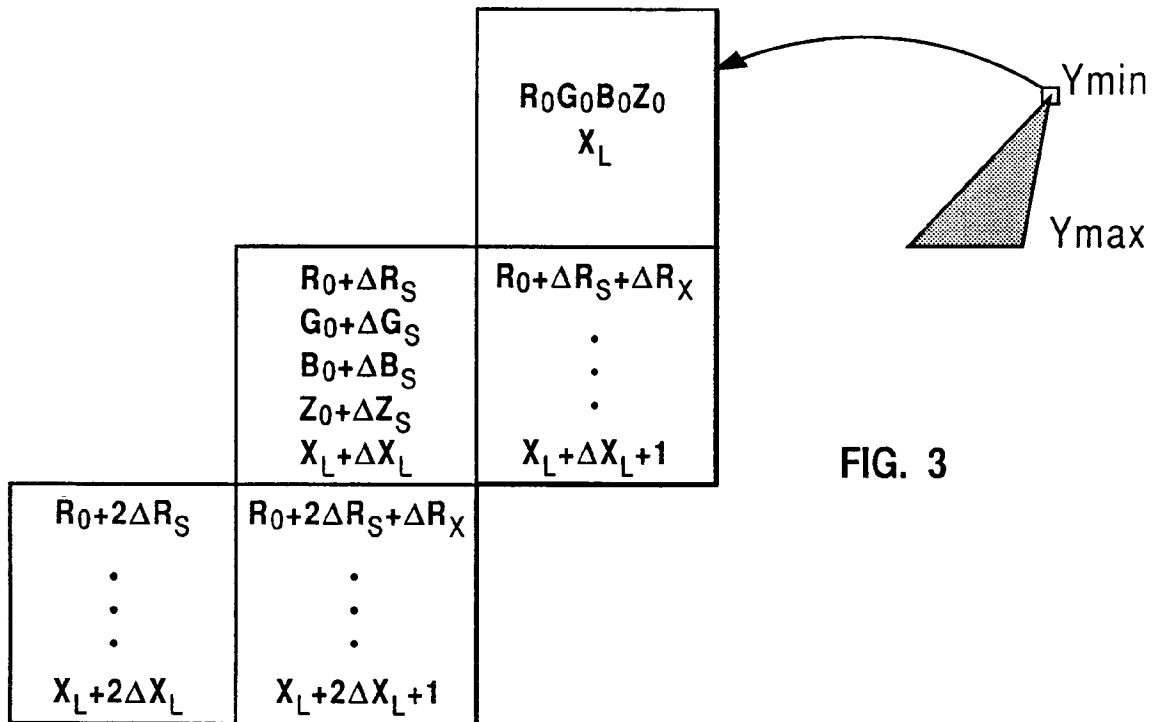 R₀G₀B₀Z₀
X_L
Ymin
Ymax
R₀+ΔR_S
G₀+ΔG_S
B₀+ΔB_S
Z₀+ΔZ_S
X_L+ΔX_L
R₀+ΔR_S+ΔR_X
.
.
.
X_L+ΔX_L+1
FIG. 3
R₀+2ΔR_S
.
.
.
X_L+2ΔX_L
R₀+2ΔR_S+ΔR_X
.
.
.
X_L+2ΔX_L+1